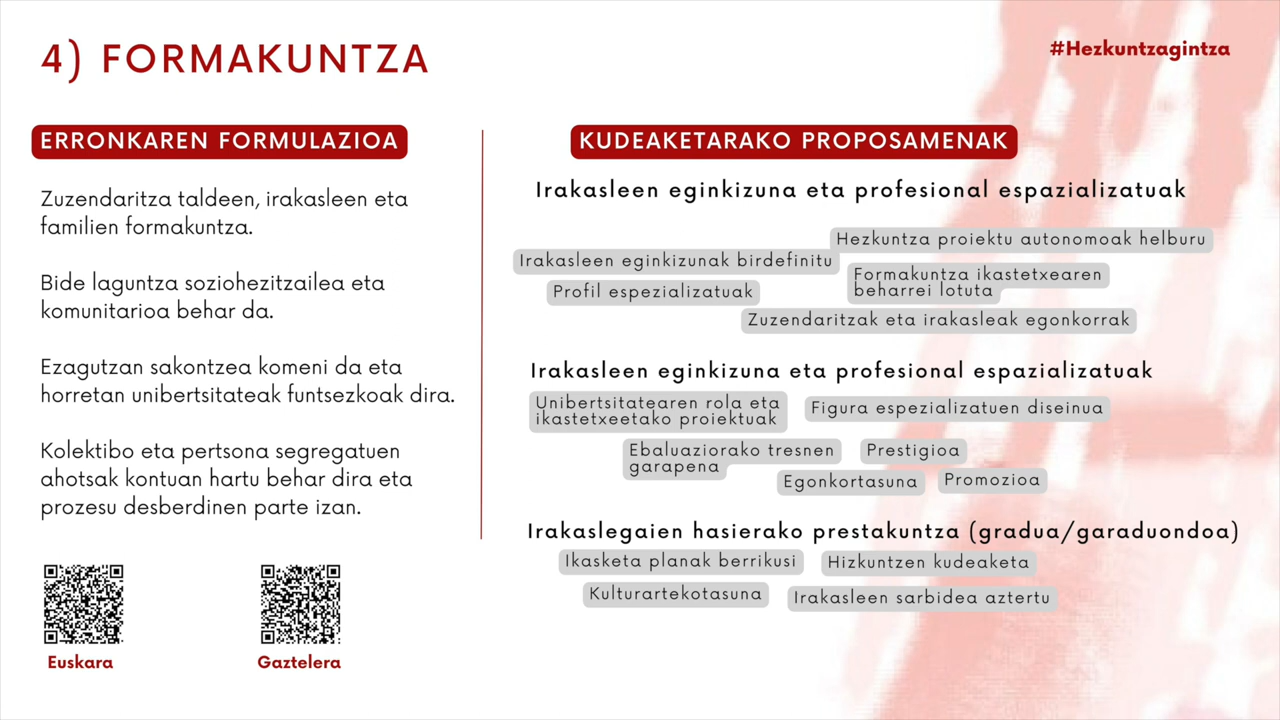 4) FORMAKUNTZA
#Hezkuntzagintza
ERRONKAREN FORMULAZIOA
Zuzendaritza taldeen, irakasleen eta
familien formakuntza.
Bide laguntza soziohezitzailea eta
komunitarioa behar da.
Ezagutzan sakontzea komeni da eta
horretan unibertsitateak funtsezkoak dira.
Kolektibo eta pertsona segregatuen
ahotsak kontuan hartu behar dira eta
prozesu desberdinen parte izan.
Euskara
Gaztelera
KUDEAKETARAKO PROPOSAMENAK
Irakasleen eginkizuna eta profesional espazializatuak
Hezkuntza proiektu autonomoak helburu
Irakasleen eginkizunak birdefinitu
Formakuntza ikastetxearen
beharrei lotuta
Profil espezializatuak
Zuzendaritzak eta irakasleak egonkorrak
Irakasleen eginkizuna eta profesional espazializatuak
Unibertsitatearen rola eta
ikastetxeetako proiektuak
Figura espezializatuen diseinua
Ebaluaziorako tresnen
garapena
Prestigioa
Egonkortasuna
Promozioa
Irakaslegaien hasierako prestakuntza (gradua/garaduondoa)
Ikasketa planak berrikusi
Hizkuntzen kudeaketa
Kulturartekotasuna
Irakasleen sarbidea aztertu